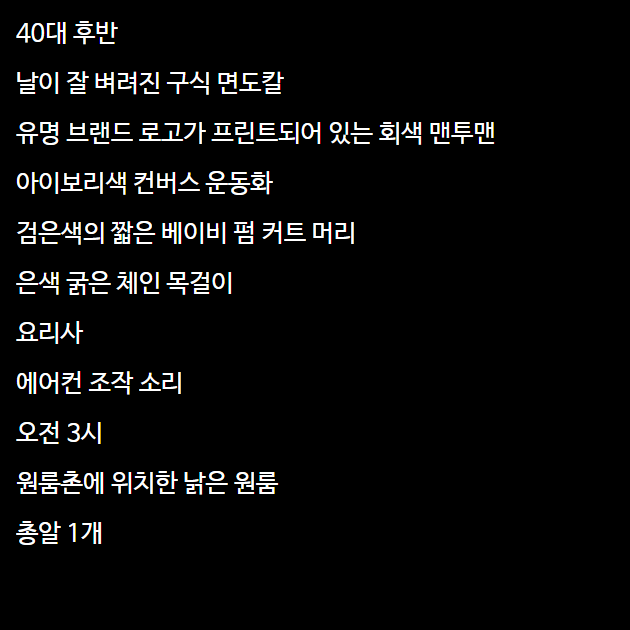 40대 후반
날이 잘 벼려진 구식 면도칼
유명 브랜드 로고가 프린트되어 있는 회색 맨투맨
아이보리색 컨버스 운동화
검은색의 짧은 베이비 펌 커트 머리
은색 굵은 체인 목걸이
요리사
에어컨 조작 소리
오전 3시
원룸촌에 위치한 낡은 원룸
총알 1개